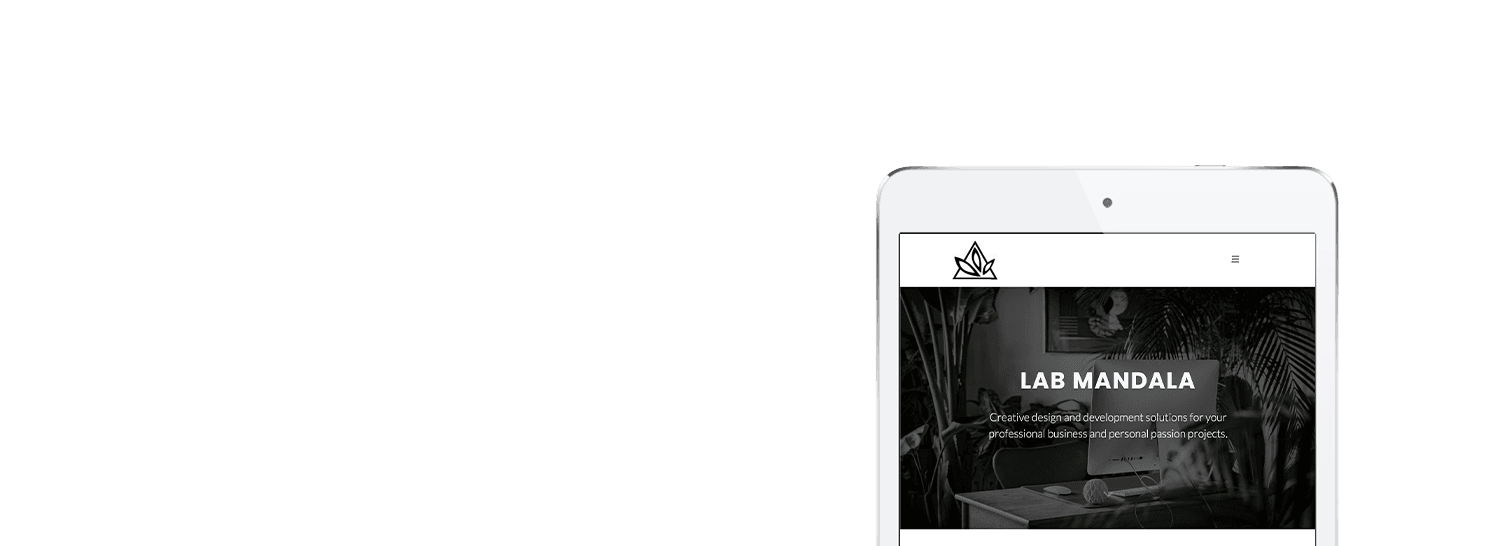 LAB MANDALA
Creative design and development solutions for your
professional business and personal passion projects.